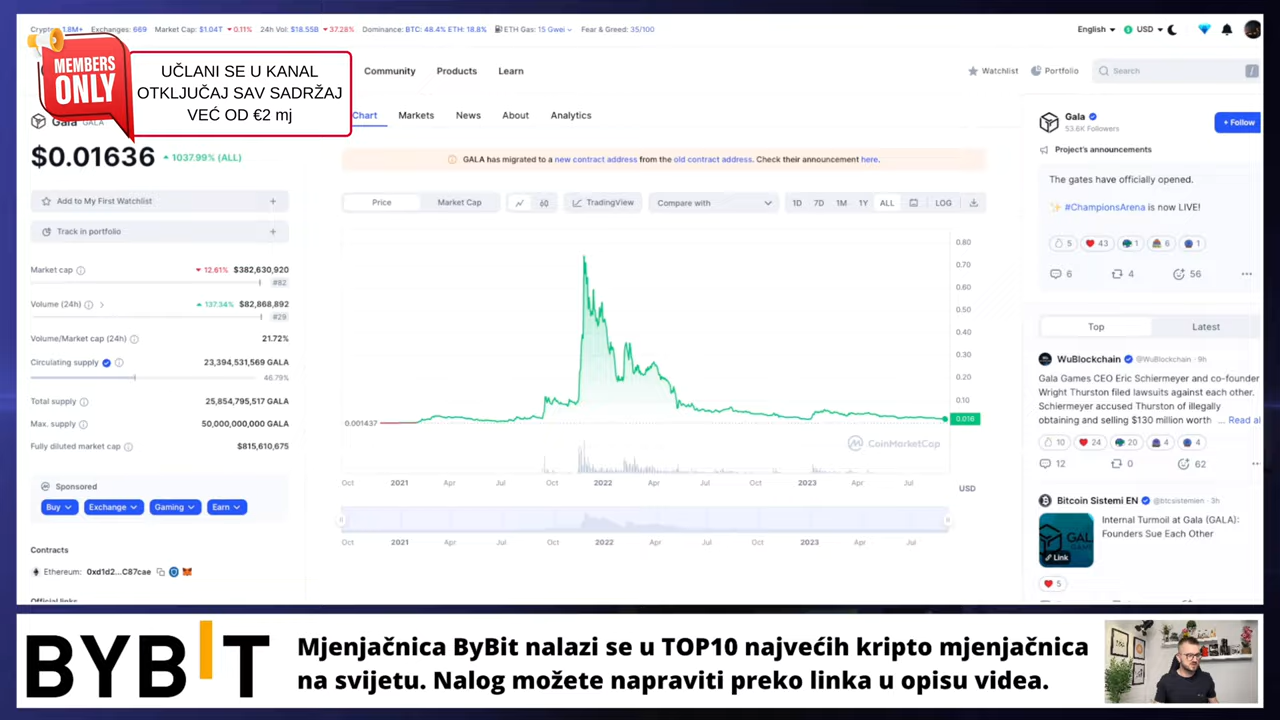 Crypto 1.8M+ Exchanges: 669 Market Cap: $1.04T 0.11% 24h Vol: $18.55B 37.28% Dominance: BTC: 48.4% ETH: 18.8% ETH Gas: 15 Gwei Fear & Greed: 35/100
English USD
MEMBERS
ONLY
UČLANI SE U KANAL
OTKLJUČAJ SAV SADRŽAJ
VEĆ OD €2 mj
Community Products Learn
Watchlist Portfolio Search /
Chart Markets News About Analytics
Gala GALA
$0.01636 1037.99% (ALL)
Add to My First Watchlist +
Track in portfolio +
Market cap 12.61% $382,630,920
#82
Volume (24h) 137.34% $82,868,892
#29
Volume/Market cap (24h) 21.72%
Circulating supply 23,394,531,569 GALA
46.79%
Total supply 25,854,795,517 GALA
Max. supply 50,000,000,000 GALA
Fully diluted market cap $815,610,675
Sponsored
Buy Exchange Gaming Earn
Contracts
Ethereum: 0xd1d2...C87cae
Official links
GALA has migrated to a new contract address from the old contract address. Check their announcement here.
Price Market Cap TradingView Compare with 1D 7D 1M 1Y ALL LOG
0.80
0.70
0.60
0.50
0.40
0.30
0.20
0.10
0.016
0.001437
CoinMarketCap
Oct 2021 Apr Jul Oct 2022 Apr Jul Oct 2023 Apr Jul
USD
Oct 2021 Apr Jul Oct 2022 Apr Jul Oct 2023 Apr Jul
Gala
53.6K Followers
+ Follow
Project's announcements
The gates have officially opened.
#ChampionsArena is now LIVE!
5 43 1 6 1
6 4 56
Top Latest
WuBlockchain @WuBlockchain · 9h
Gala Games CEO Eric Schiermeyer and co-founder
Wright Thurston filed lawsuits against each other.
Schiermeyer accused Thurston of illegally
obtaining and selling $130 million worth ... Read al
10 24 20 4 4
12 0 62
Bitcoin Sistemi EN @btcsistemien · 3h
Internal Turmoil at Gala (GALA):
Founders Sue Each Other
GAL
Link
5
BYBIT
Mjenjačnica ByBit nalazi se u TOP10 najvećih kripto mjenjačnica
na svijetu. Nalog možete napraviti preko linka u opisu videa.